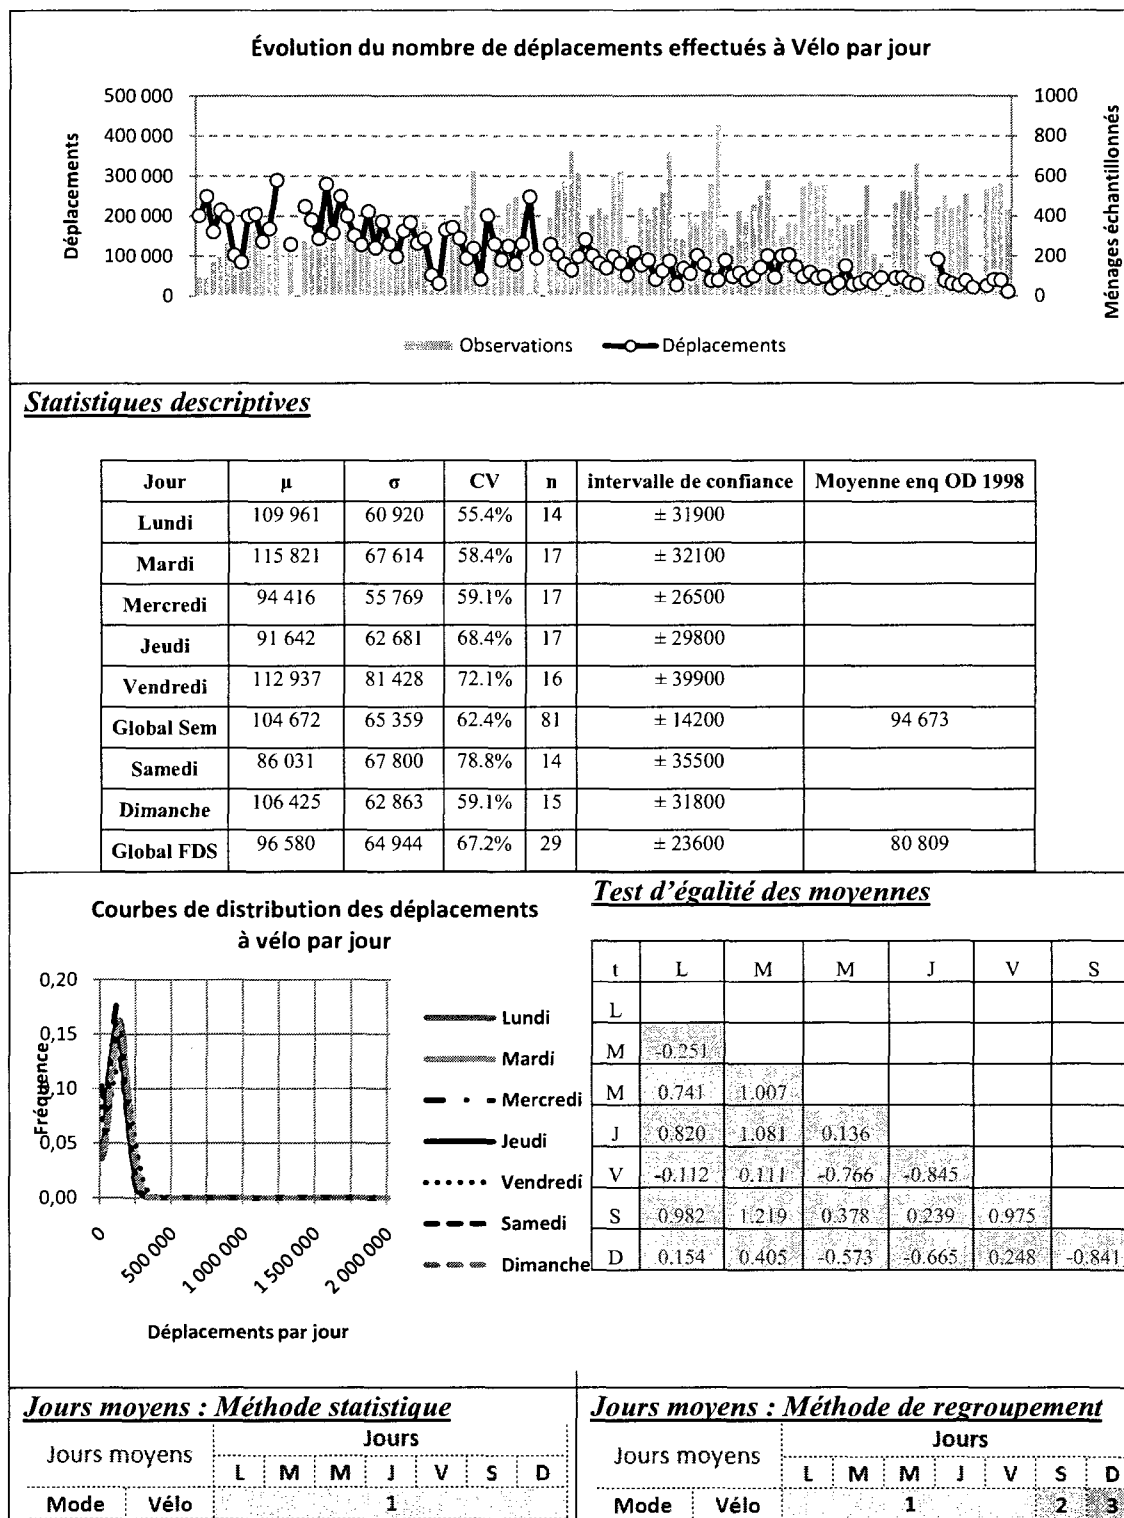 Évolution du nombre de déplacements effectués à Vélo par jour
500 000
400 000
300 000
200 000
100 000
0
Déplacements
1000
800
600
400
200
0
Ménages échantillonnés
Observations Déplacements
Statistiques descriptives
Jour μ σ CV n intervalle de confiance Moyenne enq OD 1998
Lundi 109 961 60 920 55.4% 14 ± 31900
Mardi 115 821 67 614 58.4% 17 ± 32100
Mercredi 94 416 55 769 59.1% 17 ± 26500
Jeudi 91 642 62 681 68.4% 17 ± 29800
Vendredi 112 937 81 428 72.1% 16 ± 39900
Global Sem 104 672 65 359 62.4% 81 ± 14200 94 673
Samedi 86 031 67 800 78.8% 14 ± 35500
Dimanche 106 425 62 863 59.1% 15 ± 31800
Global FDS 96 580 64 944 67.2% 29 ± 23600 80 809
Courbes de distribution des déplacements
à vélo par jour
0,20
0,15
0,10
0,05
0,00
Fréquence
0
500 000
1 000 000
1 500 000
2 000 000
Déplacements par jour
Lundi
Mardi
Mercredi
Jeudi
Vendredi
Samedi
Dimanche
Test d'égalité des moyennes
t L M M J V S
L
M -0.251
M 0.741 1.007
J 0.820 1.081 0.136
V -0.112 0.111 -0.766 -0.845
S 0.982 1.219 0.378 0.239 0.975
D 0.154 0.405 -0.573 -0.665 0.248 -0.841
Jours moyens : Méthode statistique
Jours moyens Jours
L M M J V S D
Mode Vélo 1
Jours moyens : Méthode de regroupement
Jours moyens Jours
L M M J V S D
Mode Vélo 1 2 3